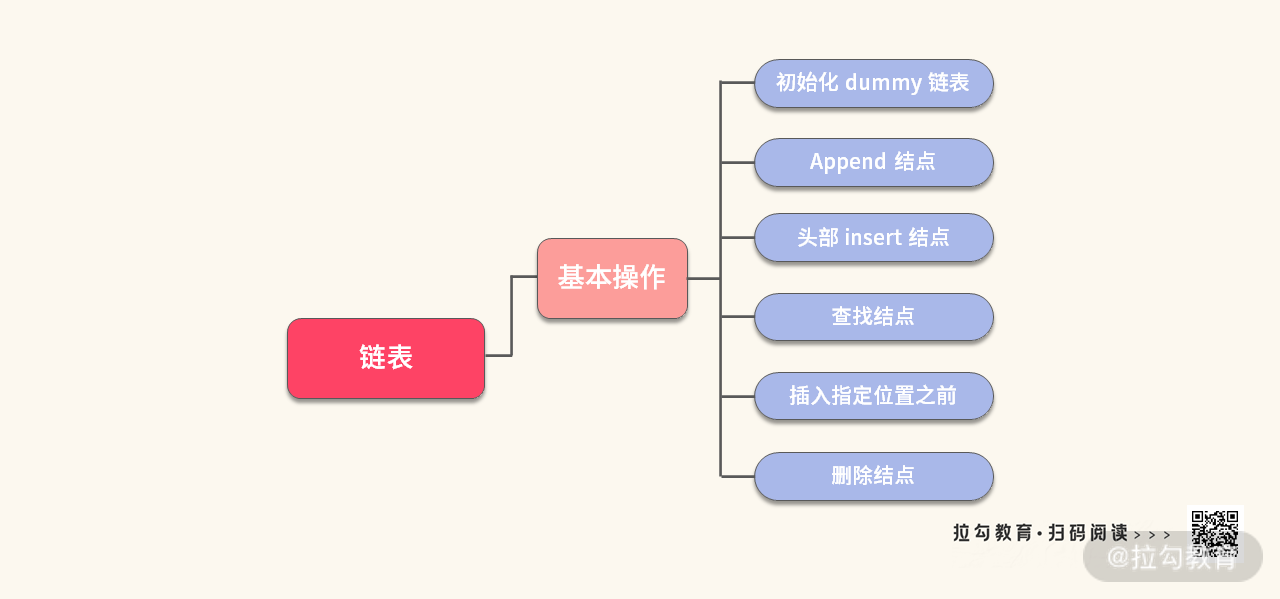 初始化 dummy 链表
Append 结点
头部 insert 结点
基本操作
查找结点
链表
插入指定位置之前
删除结点
拉勾教育·扫码阅读>>>
@拉勾教育